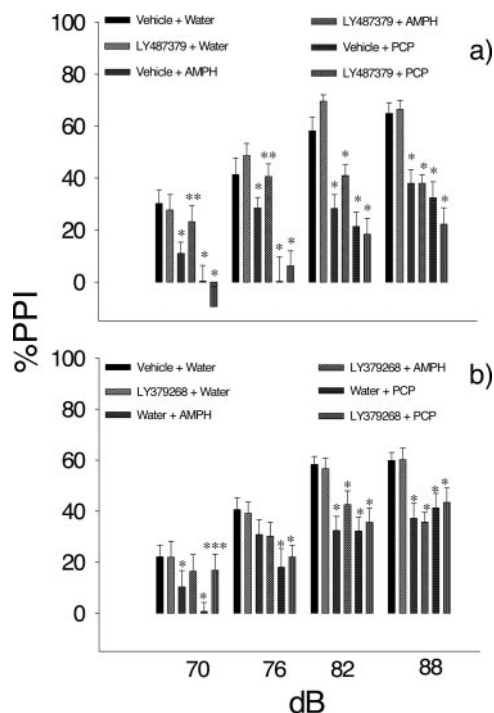 a)
Vehicle + Water
LY487379 + Water
Vehicle + AMPH
LY487379 + AMPH
Vehicle + PCP
LY487379 + PCP
100
80
60
40
20
0
** * * *
* ** * *
* * * *
* * * *
%PPI
b)
Vehicle + Water
LY379268 + Water
Water + AMPH
LY379268 + AMPH
Water + PCP
LY379268 + PCP
100
80
60
40
20
0
* * ***
* *
* * * *
* * * *
70 76 82 88
dB